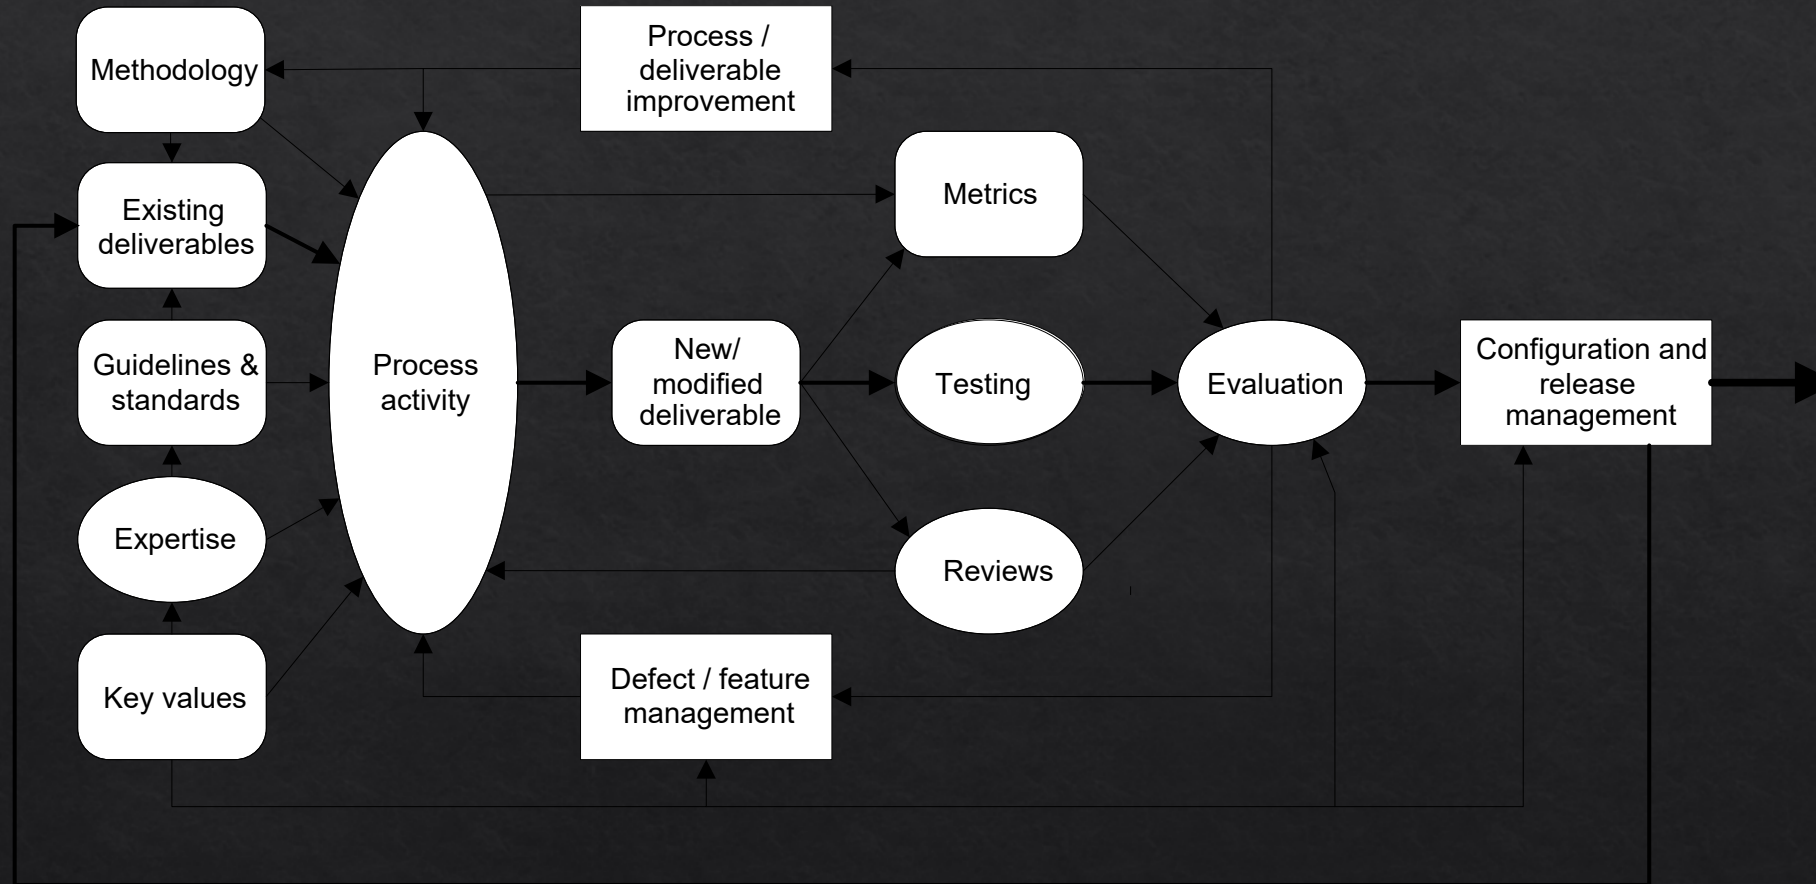 Methodology
Process /
deliverable
improvement
Existing
deliverables
Metrics
Guidelines &
standards
Process
activity
New/
modified
deliverable
Testing
Evaluation
Configuration and
release
management
Expertise
Reviews
Key values
Defect / feature
management